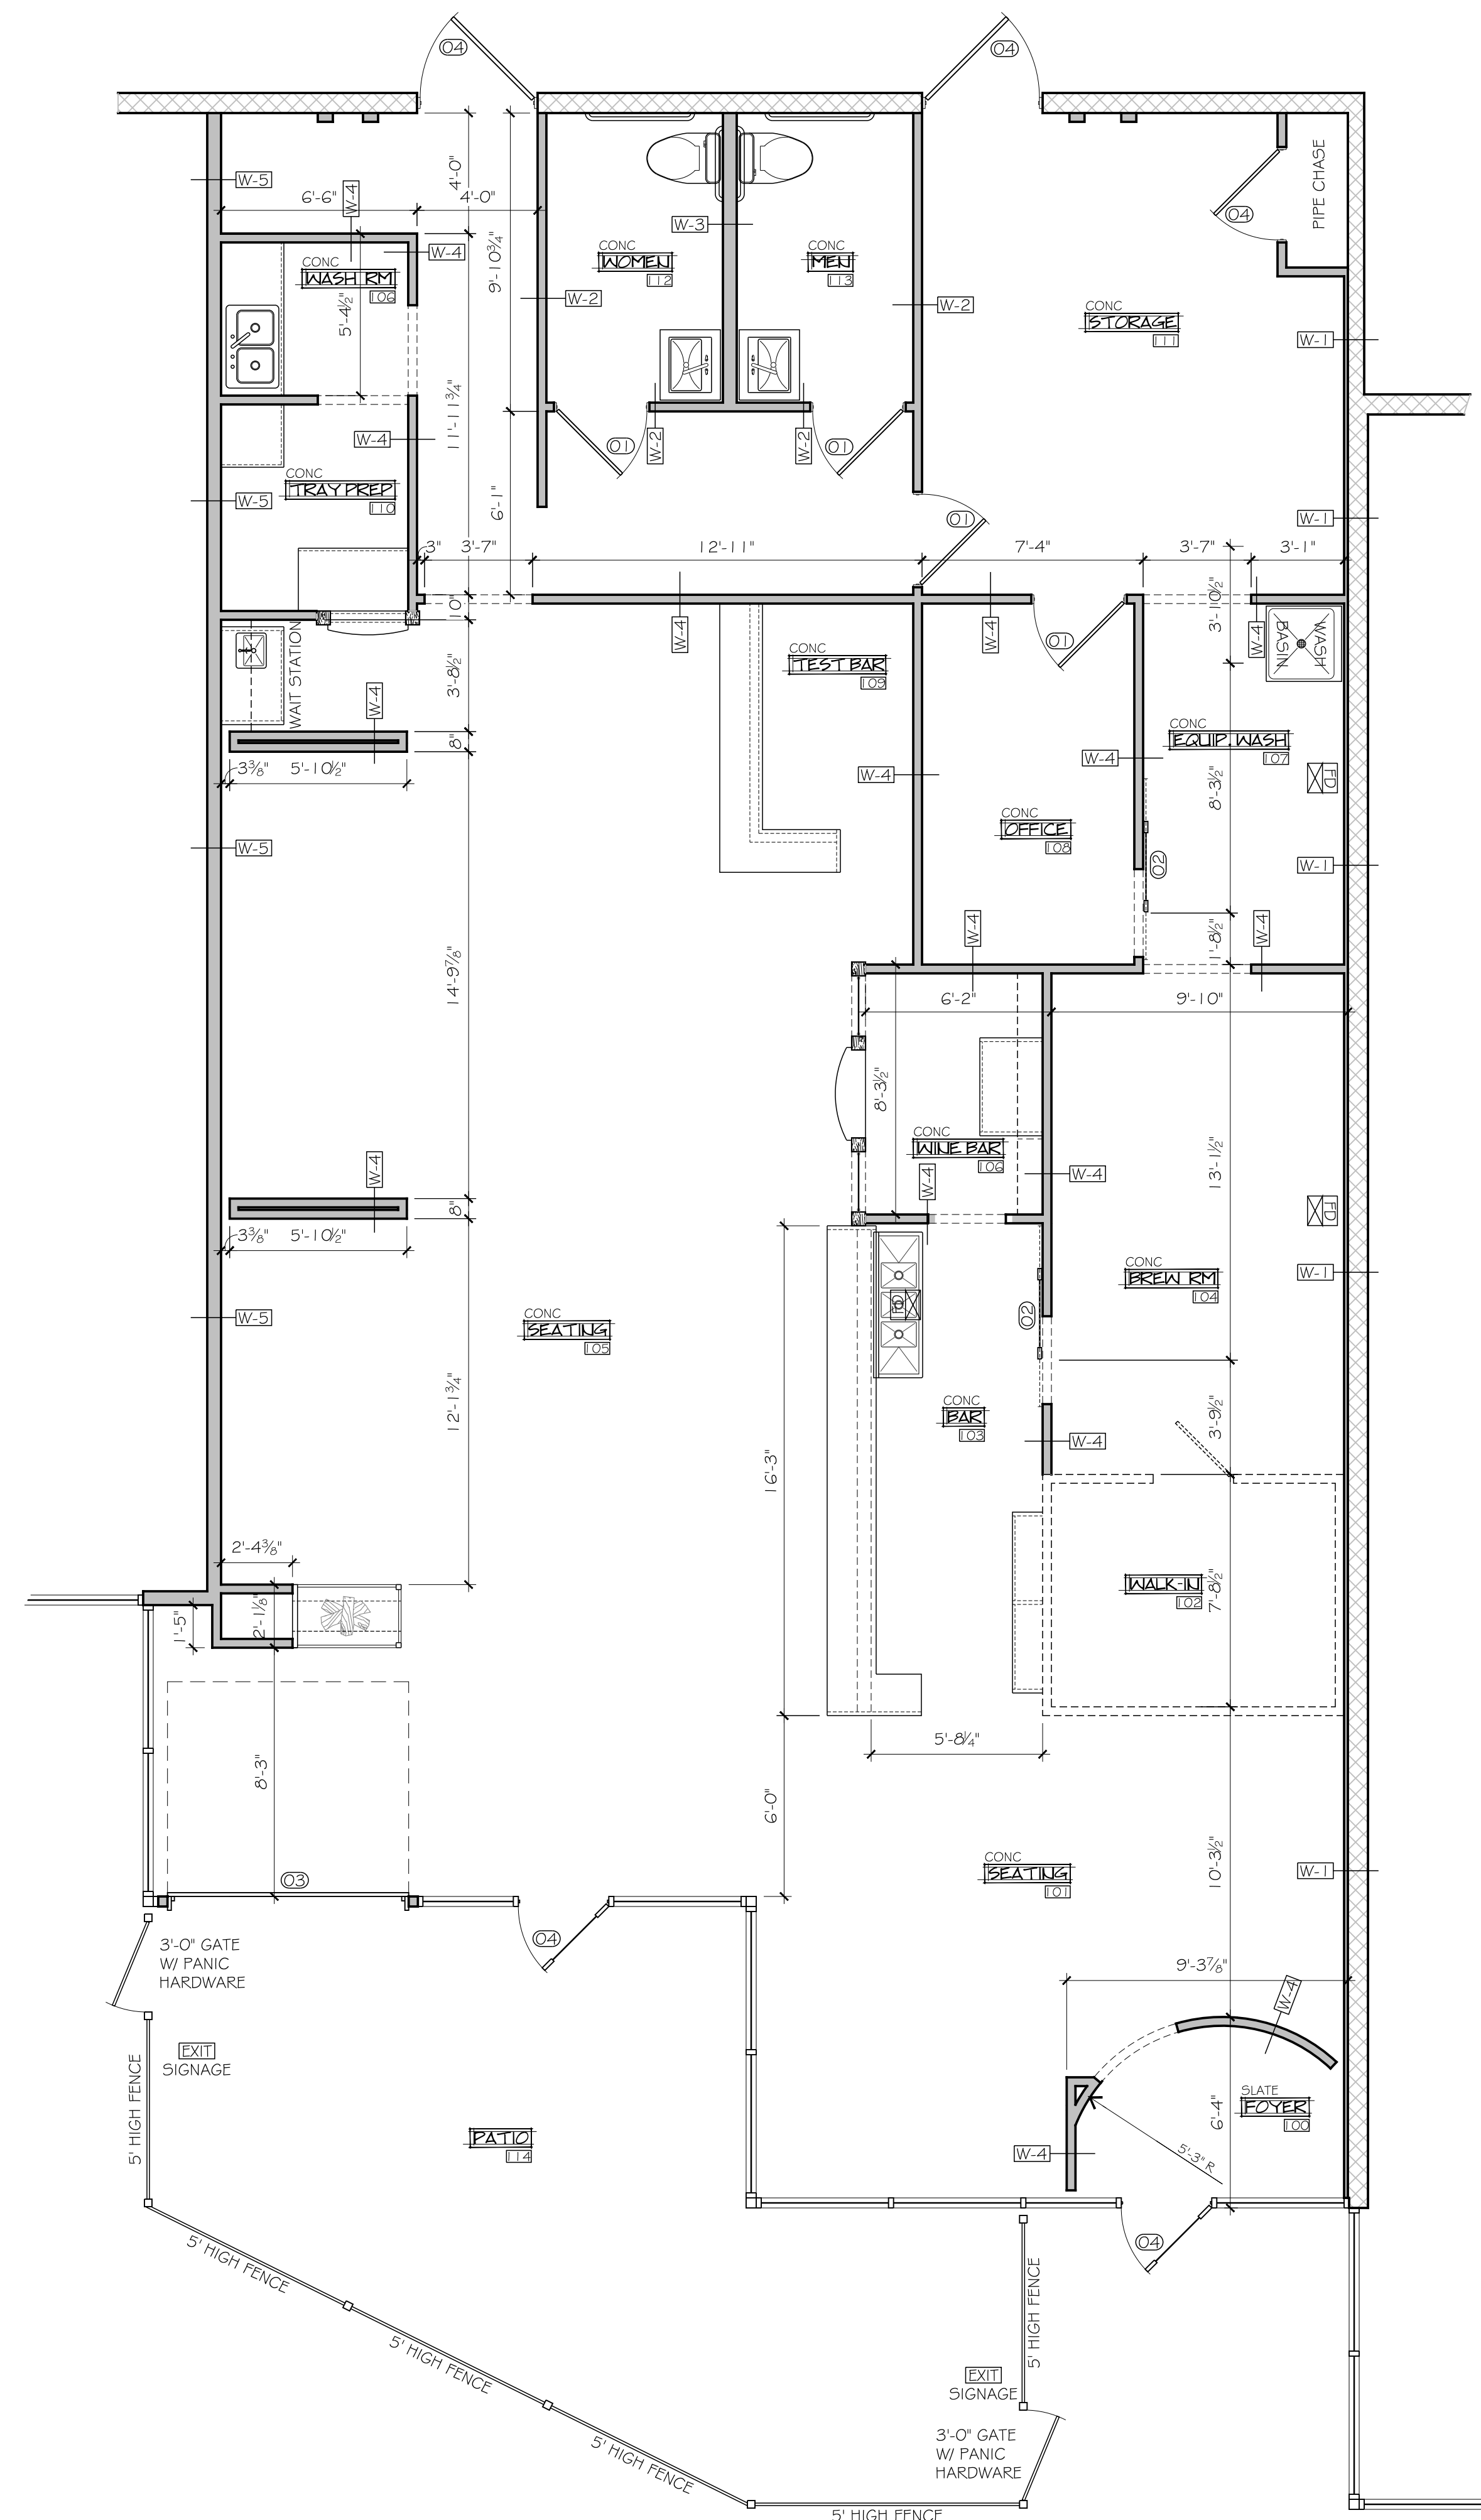 04
04
PIPE CHASE
W-5
4'-0"
6'-6"
W-4
4'-0"
04
W-3
W-4
CONC
WASH RM
106
9'-10¾"
CONC
WOMEN
112
CONC
MEN
113
W-2
W-2
5'-4½"
CONC
STORAGE
111
W-1
11'-11¾"
W-4
01
W-2
W-2
01
CONC
TRAY PREP
110
W-5
6'-1"
01
W-1
3"
3'-7"
12'-11"
7'-4"
3'-7"
3'-1"
10"
3'-10½"
W-4
W-4
01
W-4
WASH
BASIN
WAIT STATION
3'-8½"
CONC
TEST BAR
109
W-4
8"
CONC
EQUIP WASH
107
3⅜"
5'-10½"
W-4
W-4
8'-3½"
FD
CONC
OFFICE
108
W-5
02
W-1
W-4
1'-8½"
W-4
14'-9⅞"
6'-2"
9'-10"
8'-3½"
CONC
WINE BAR
106
W-4
W-4
13'-1½"
W-4
8"
FD
3⅜"
5'-10½"
CONC
BREW RM
104
W-1
W-5
CONC
SEATING
105
FD
02
12'-1¾"
CONC
BAR
103
3'-9½"
W-4
16'-3"
2'-4⅜"
2'-1⅛"
1'-5"
WALK-IN
102
7'-8½"
5'-8¼"
8'-3"
6'-0"
CONC
SEATING
101
10'-3½"
W-1
03
04
3'-0" GATE
W/ PANIC
HARDWARE
9'-3⅞"
W-4
EXIT
SIGNAGE
5' HIGH FENCE
SLATE
FOYER
100
6'-4"
PATIO
114
W-4
5'-3" R
04
5' HIGH FENCE
5' HIGH FENCE
5' HIGH FENCE
EXIT
SIGNAGE
3'-0" GATE
W/ PANIC
HARDWARE
5' HIGH FENCE
5' HIGH FENCE